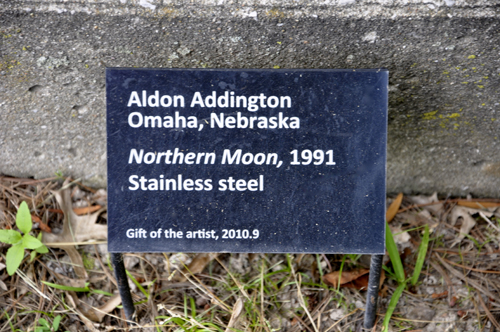 Aldon Addington
Omaha, Nebraska
Northern Moon, 1991
Stainless steel
Gift of the artist, 2010.9